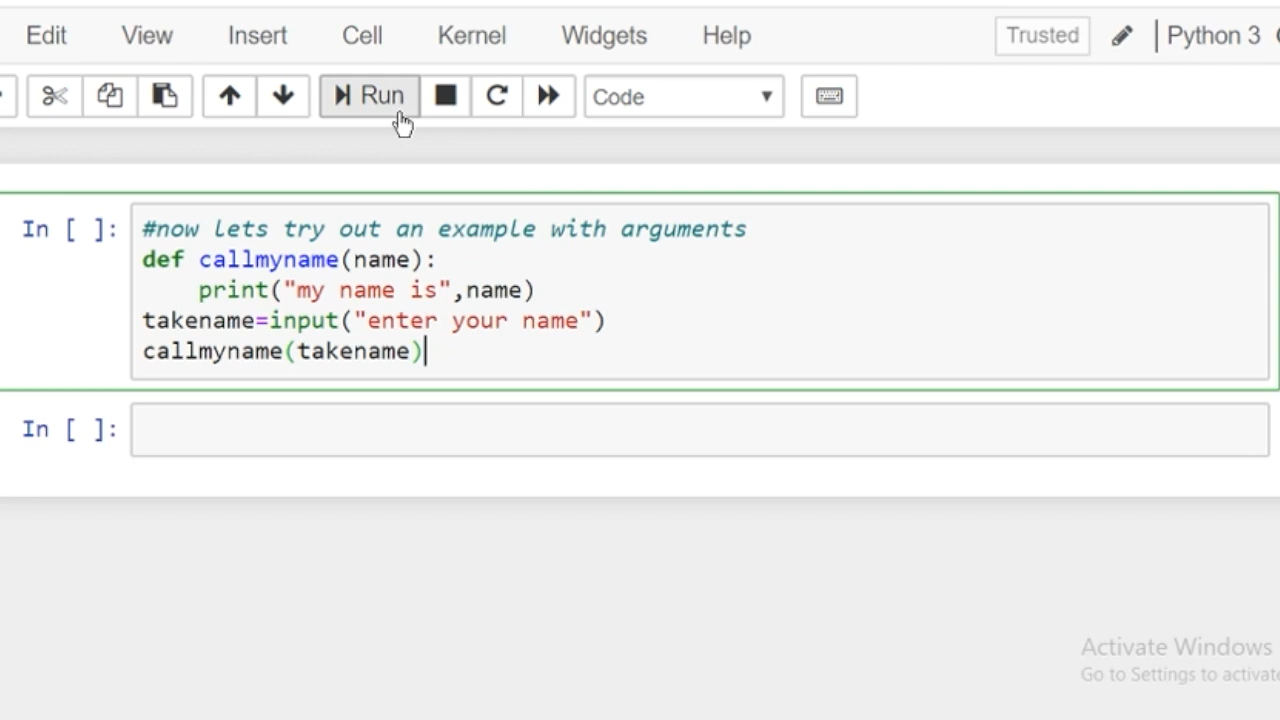 Edit View Insert Cell Kernel Widgets Help Trusted Python 3
Run Code
In [ ]: #now lets try out an example with arguments
def callmyname(name):
    print("my name is",name)
takename=input("enter your name")
callmyname(takename)
In [ ]:
Activate Windows
Go to Settings to activate